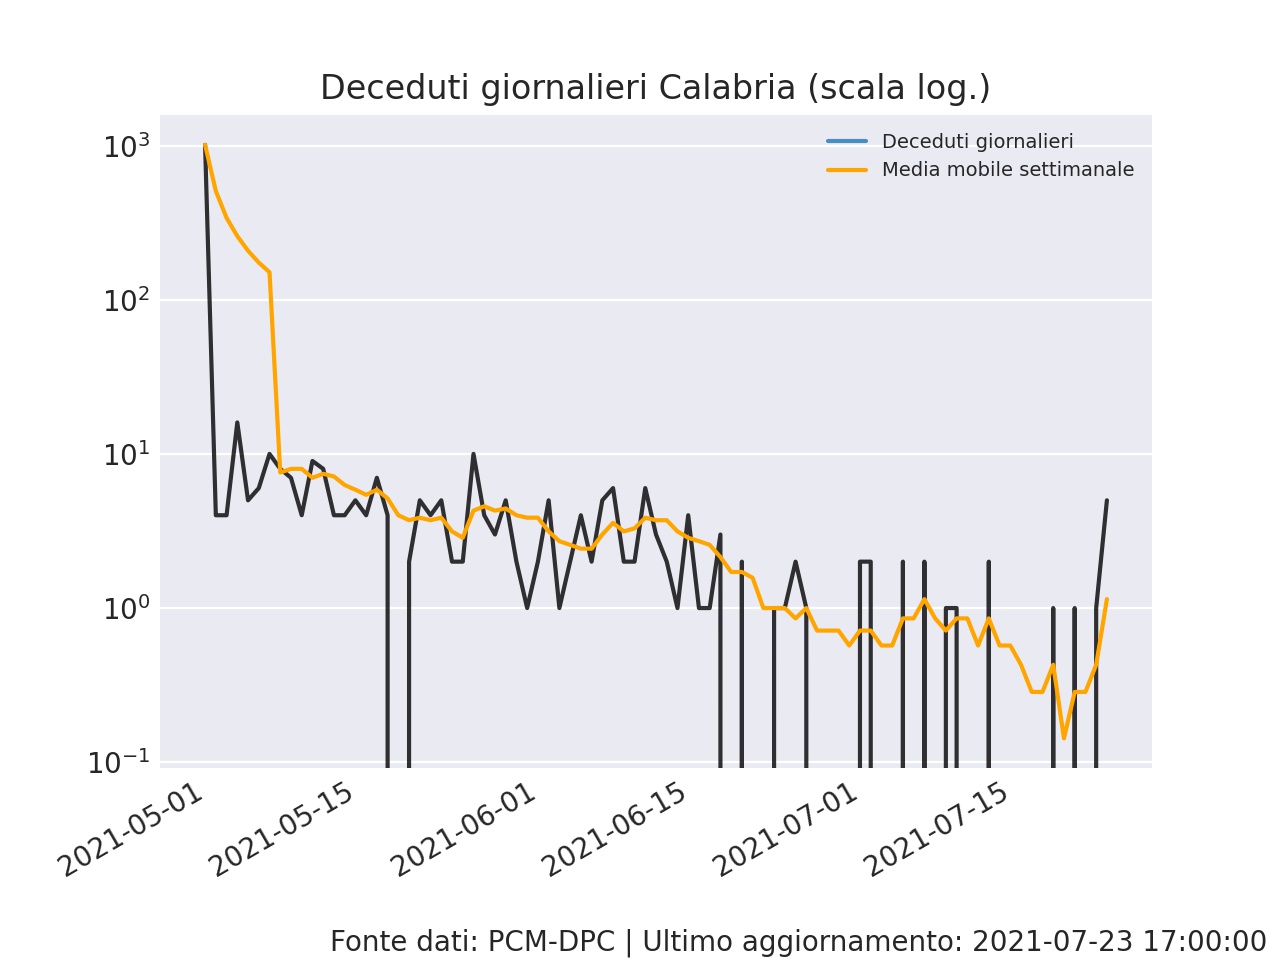 Deceduti giornalieri Calabria (scala log.)
Deceduti giornalieri
Media mobile settimanale
10³
10²
10¹
10⁰
10⁻¹
2021-05-01
2021-05-15
2021-06-01
2021-06-15
2021-07-01
2021-07-15
Fonte dati: PCM-DPC | Ultimo aggiornamento: 2021-07-23 17:00:00